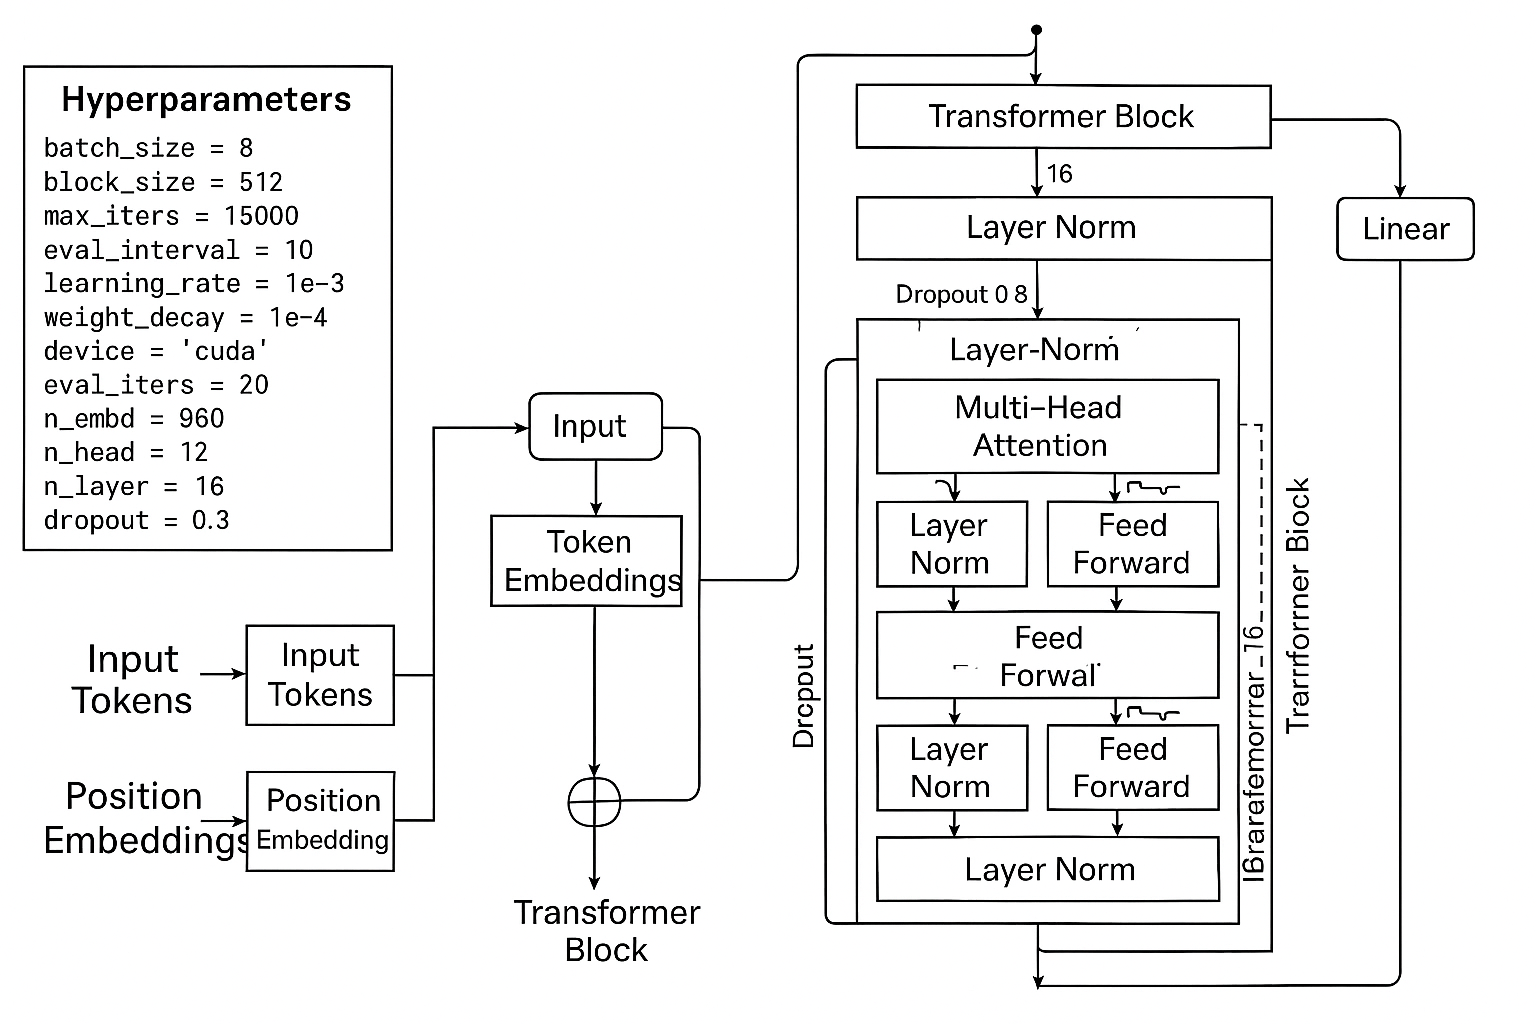 Hyperparameters
batch_size = 8
block_size = 512
max_iters = 15000
eval_interval = 10
learning_rate = 1e-3
weight_decay = 1e-4
device = 'cuda'
eval_iters = 20
n_embd = 960
n_head = 12
n_layer = 16
dropout = 0.3
Input
Tokens
Input
Tokens
Position
Embeddings
Position
Embedding
Input
Token
Embeddings
Transformer
Block
Transformer Block
16
Layer Norm
Linear
Dropout 0 8
Layer-Norm
Multi-Head
Attention
Layer
Norm
Feed
Forward
Feed
Forwal
Layer
Norm
Feed
Forward
Layer Norm
Drcpout
16
Biock